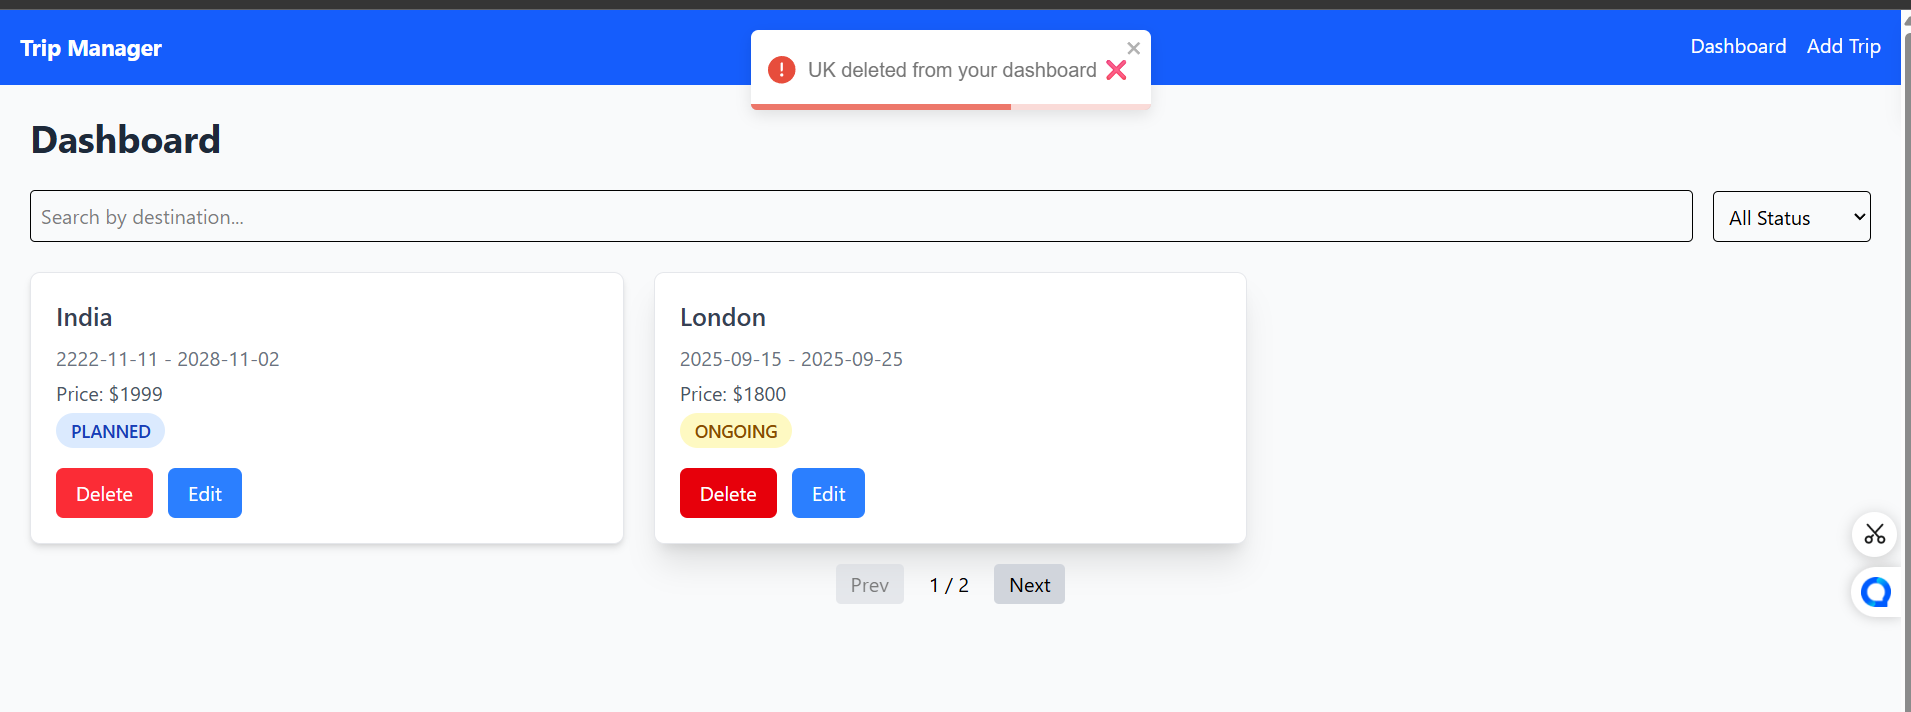 Trip Manager
UK deleted from your dashboard
Dashboard
Add Trip
Dashboard
Search by destination...
All Status
India
2222-11-11 - 2028-11-02
Price: $1999
PLANNED
Delete
Edit
London
2025-09-15 - 2025-09-25
Price: $1800
ONGOING
Delete
Edit
Prev
1 / 2
Next